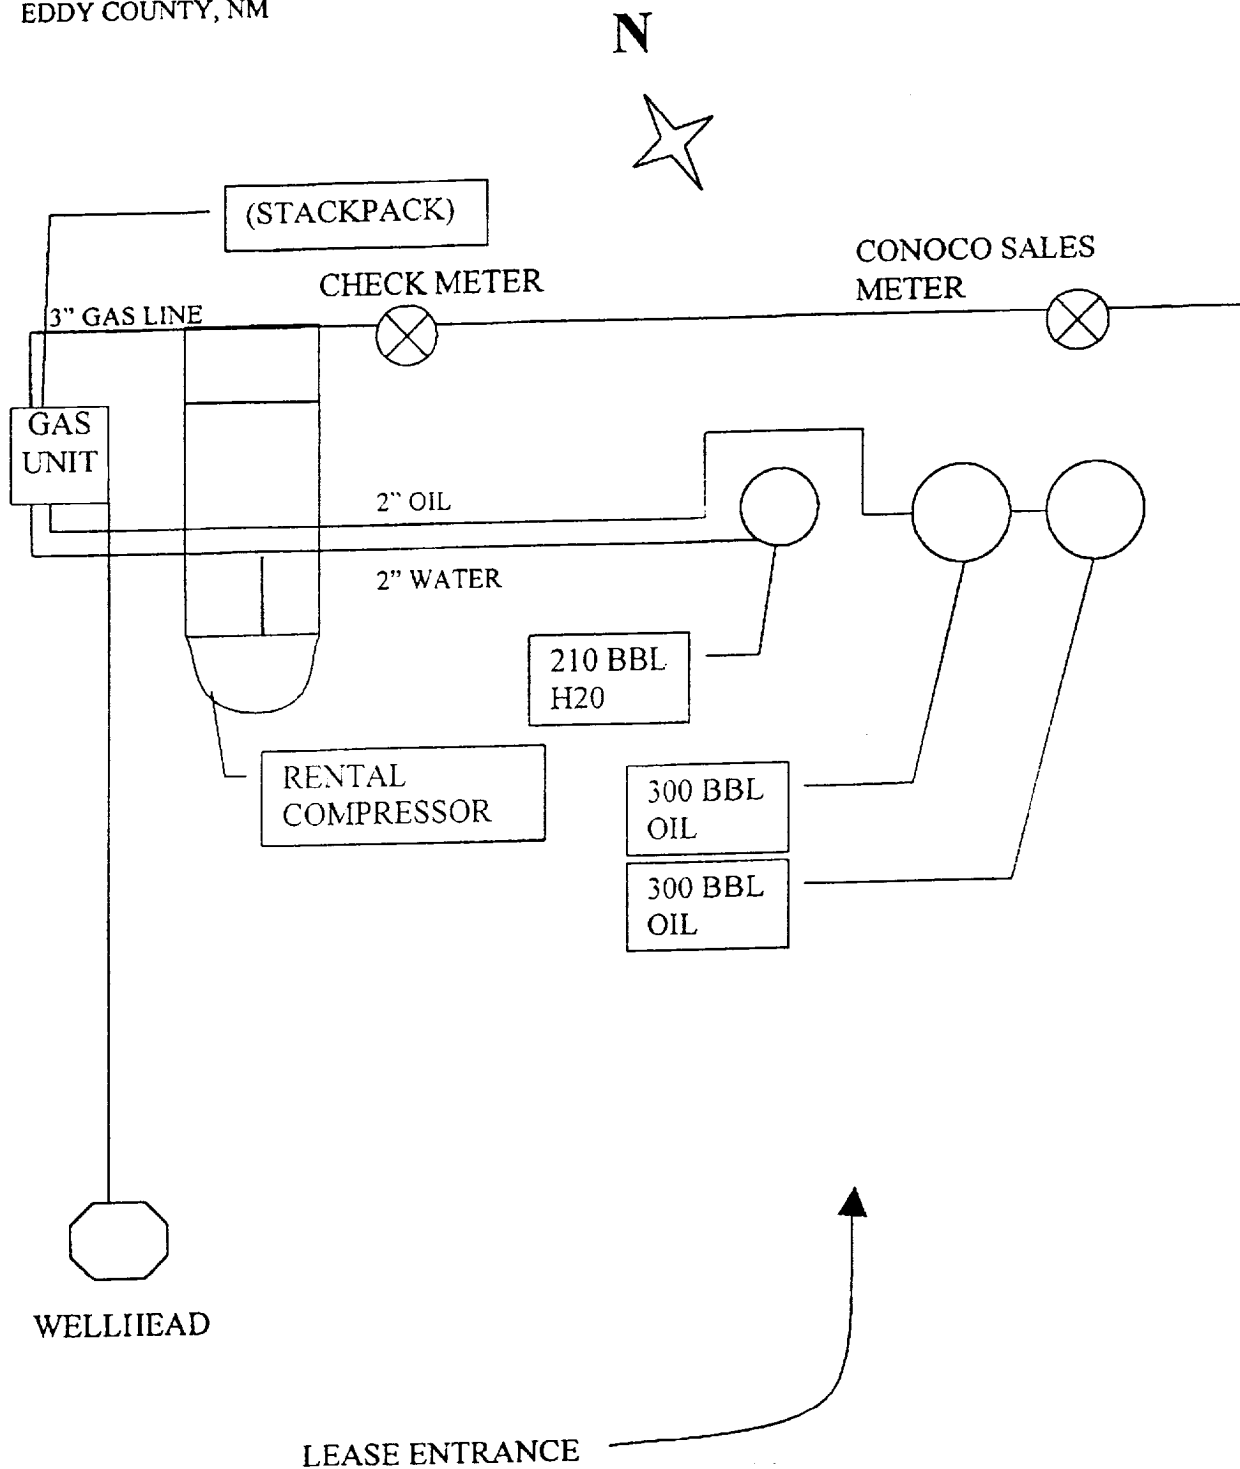 EDDY COUNTY, NM
N
(STACKPACK)
CONOCO SALES
METER
CHECK METER
3” GAS LINE
GAS
UNIT
2” OIL
2” WATER
210 BBL
H20
RENTAL
COMPRESSOR
300 BBL
OIL
300 BBL
OIL
WELLHEAD
LEASE ENTRANCE